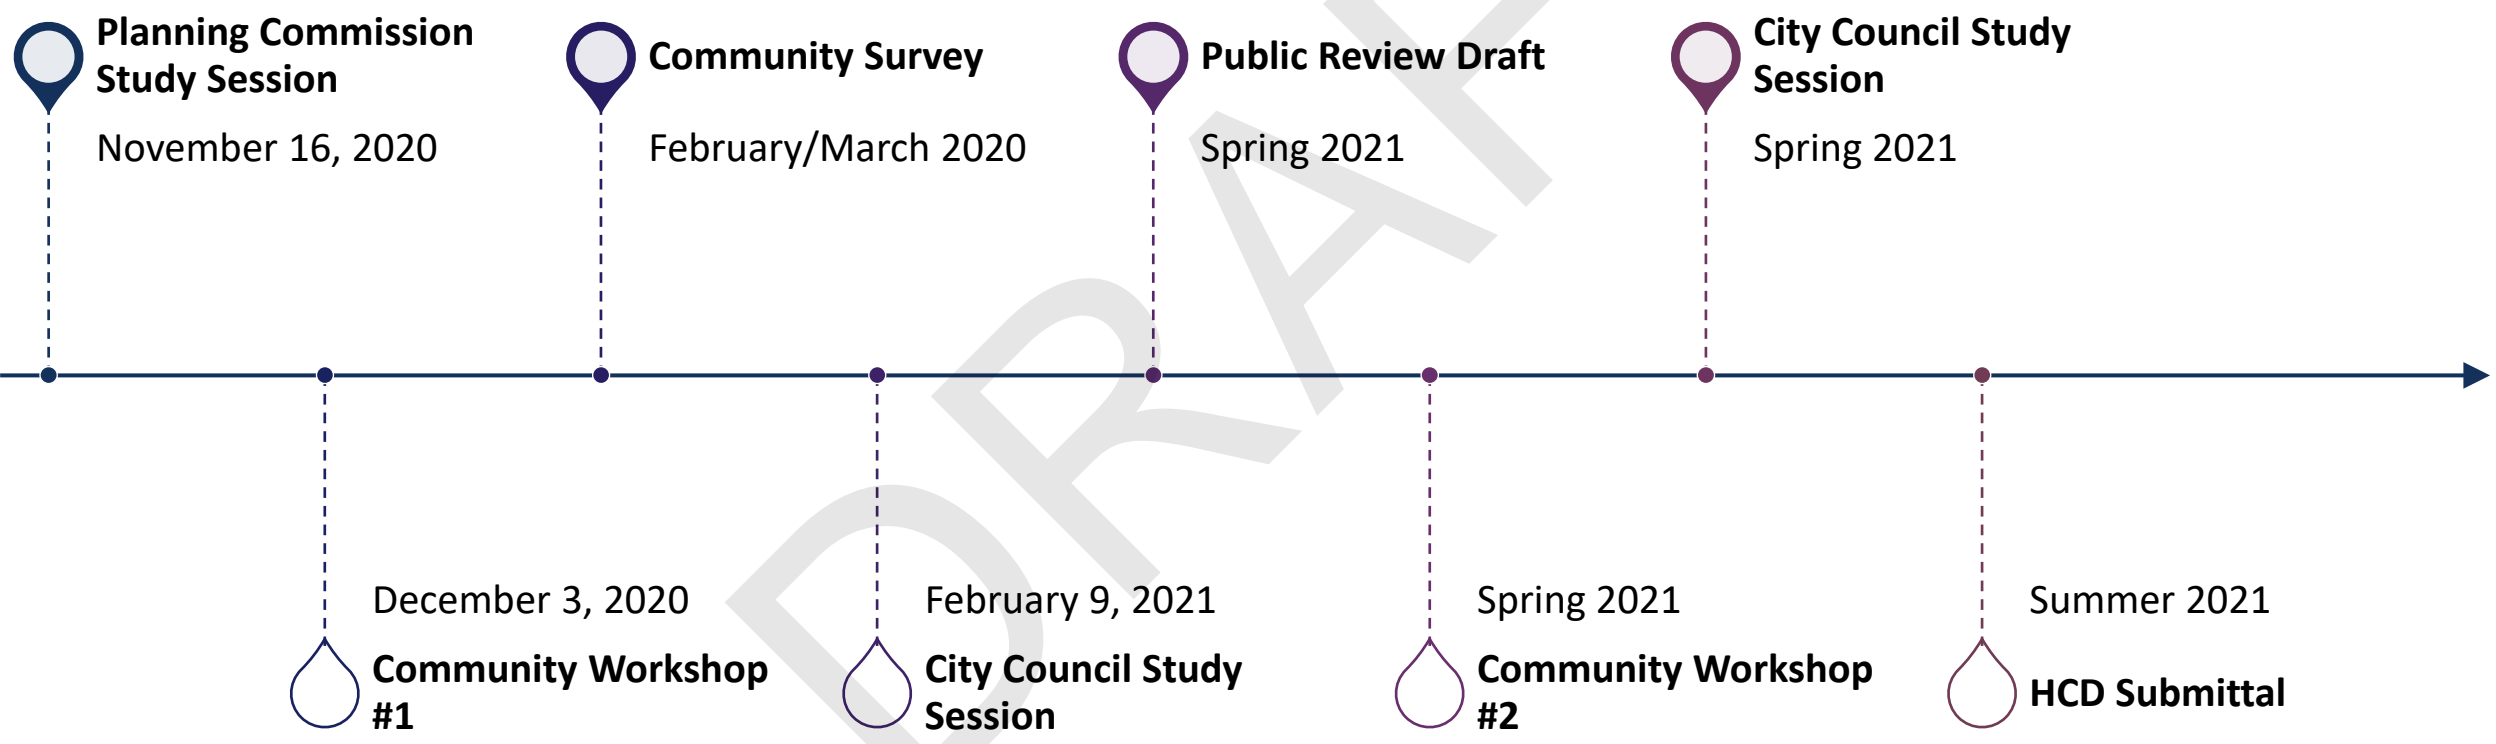 Planning Commission
Study Session
November 16, 2020
Community Survey
February/March 2020
Public Review Draft
Spring 2021
City Council Study
Session
Spring 2021
December 3, 2020
Community Workshop
#1
February 9, 2021
City Council Study
Session
Spring 2021
Community Workshop
#2
Summer 2021
HCD Submittal
DRAF